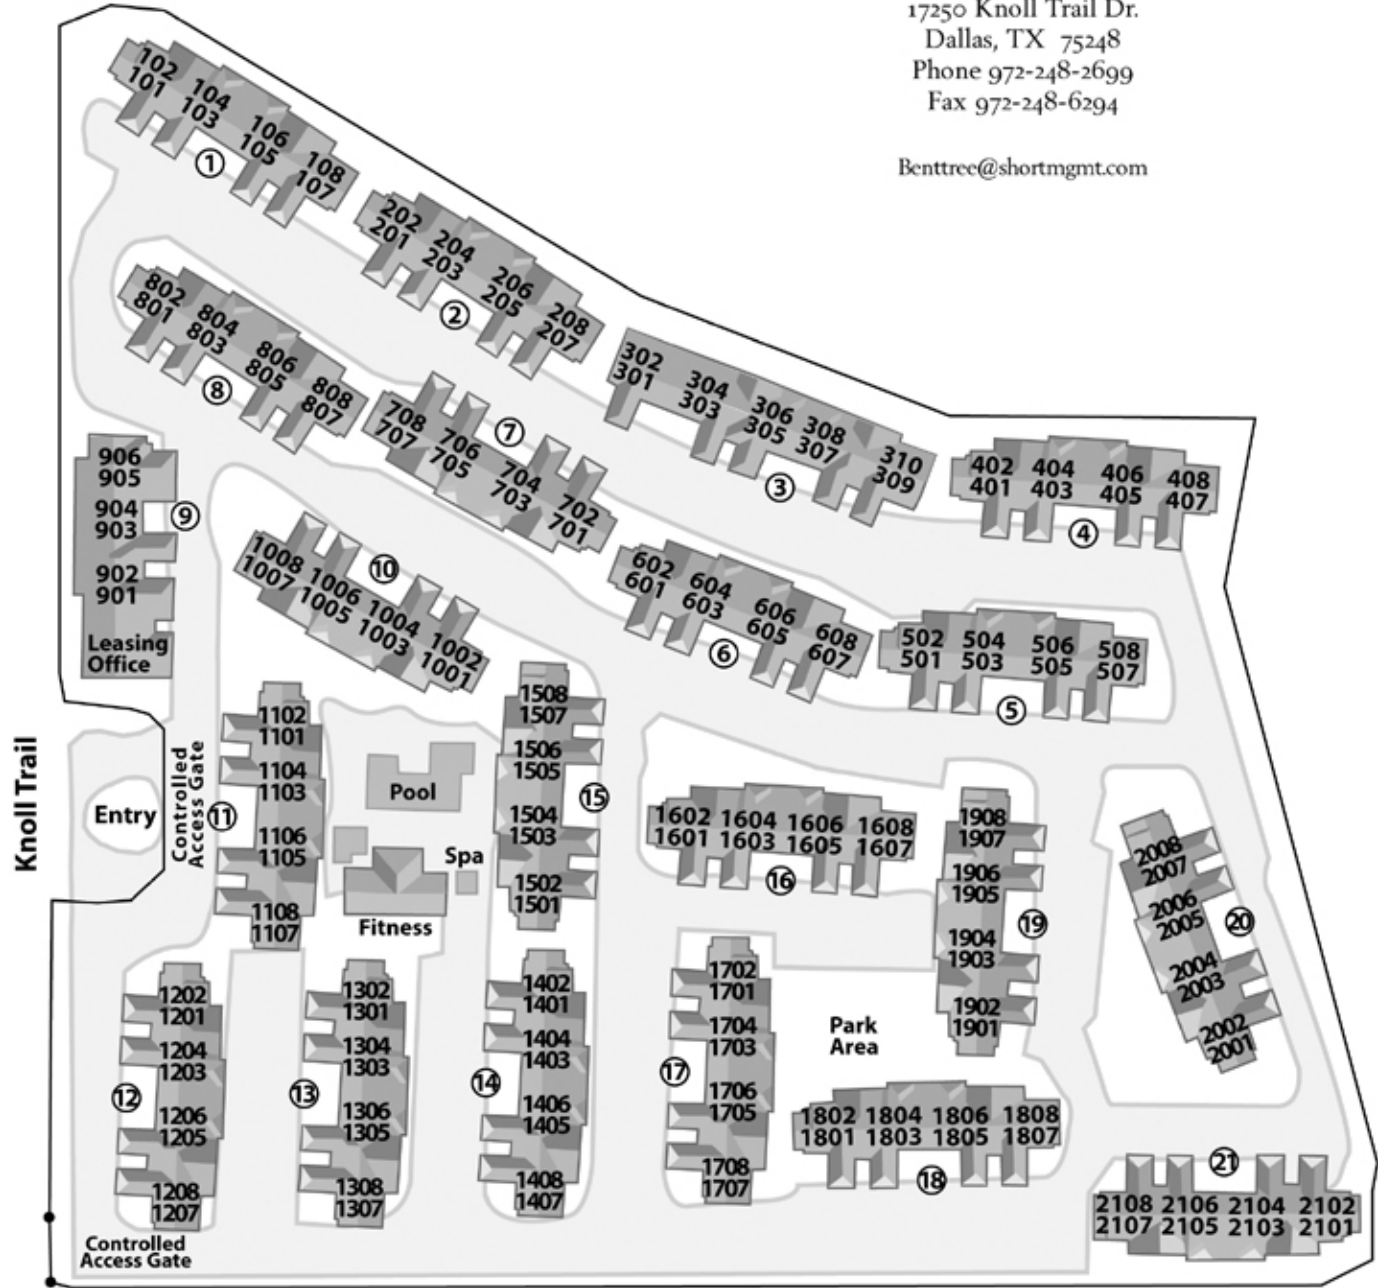 17250 Knoll Trail Dr.
Dallas, TX 75248
Phone 972-248-2699
Fax 972-248-6294
Benttree@shortmgmt.com
102 104 106 108
101 103 105 107
1
202 204 206 208
201 203 205 207
2
302 304 306 308 310
301 303 305 307 309
3
402 404 406 408
401 403 405 407
4
802 804 806 808
801 803 805 807
8
7
708 706 704 702
707 705 703 701
602 604 606 608
601 603 605 607
6
502 504 506 508
501 503 505 507
5
906
905
904
903
9
902
901
Leasing
Office
10
1008 1006 1004 1002
1007 1005 1003 1001
1102
1101
1104
1103
11
1106
1105
1108
1107
Knoll Trail
Entry
Controlled
Access Gate
Pool
Spa
Fitness
1508
1507
1506
1505
15
1504
1503
1502
1501
1602 1604 1606 1608
1601 1603 1605 1607
16
1908
1907
1906
1905
19
1904
1903
1902
1901
2008
2007
2006
2005
20
2004
2003
2002
2001
1202
1201
1204
1203
12
1206
1205
1208
1207
1302
1301
1304
1303
13
1306
1305
1308
1307
1402
1401
1404
1403
14
1406
1405
1408
1407
1702
1701
1704
1703
17
1706
1705
1708
1707
Park
Area
1802 1804 1806 1808
1801 1803 1805 1807
18
21
2108 2106 2104 2102
2107 2105 2103 2101
Controlled
Access Gate